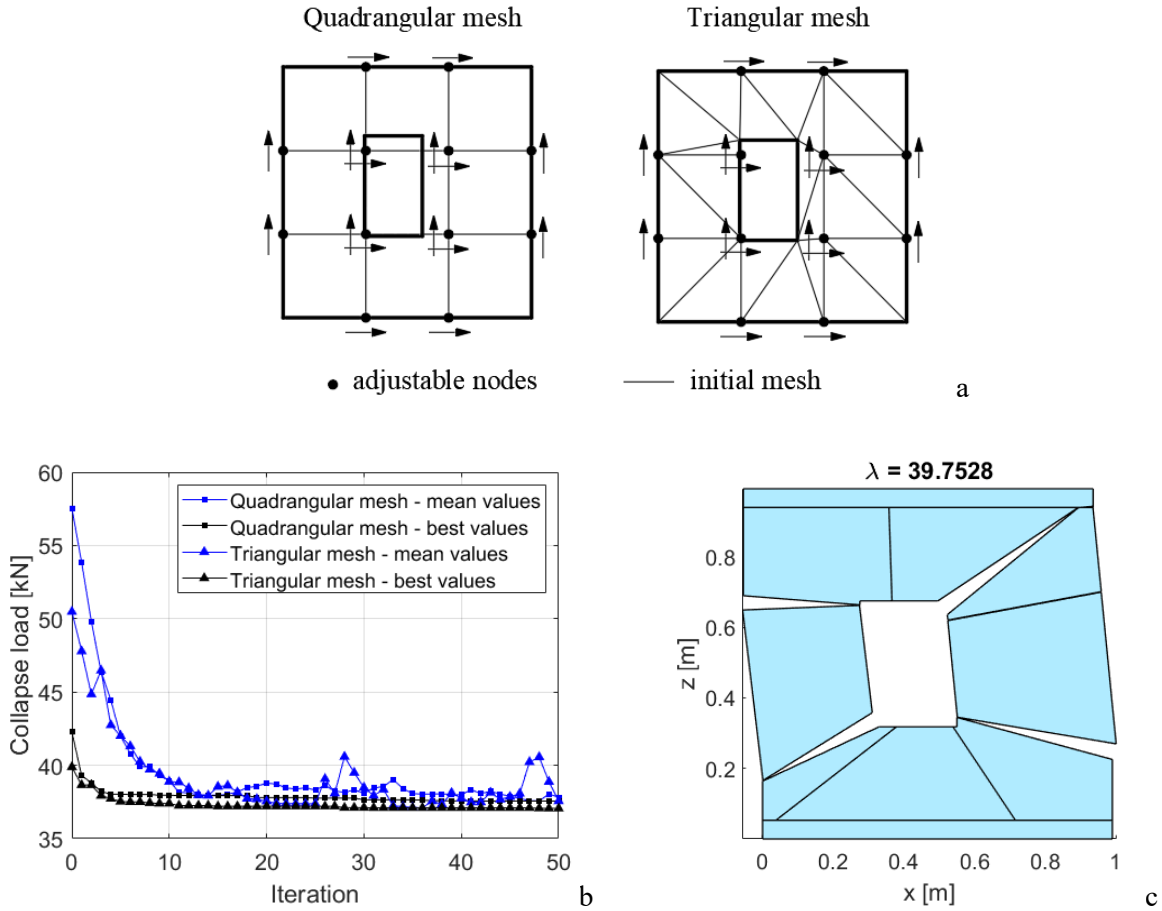 Quadrangular mesh
Triangular mesh
● adjustable nodes
— initial mesh
a
60
55
50
45
40
35
0
10
20
30
40
50
Collapse load [kN]
Iteration
Quadrangular mesh - mean values
Quadrangular mesh - best values
Triangular mesh - mean values
Triangular mesh - best values
b
λ = 39.7528
0.8
0.6
0.4
0.2
z [m]
0
0.2
0.4
0.6
0.8
1
x [m]
c